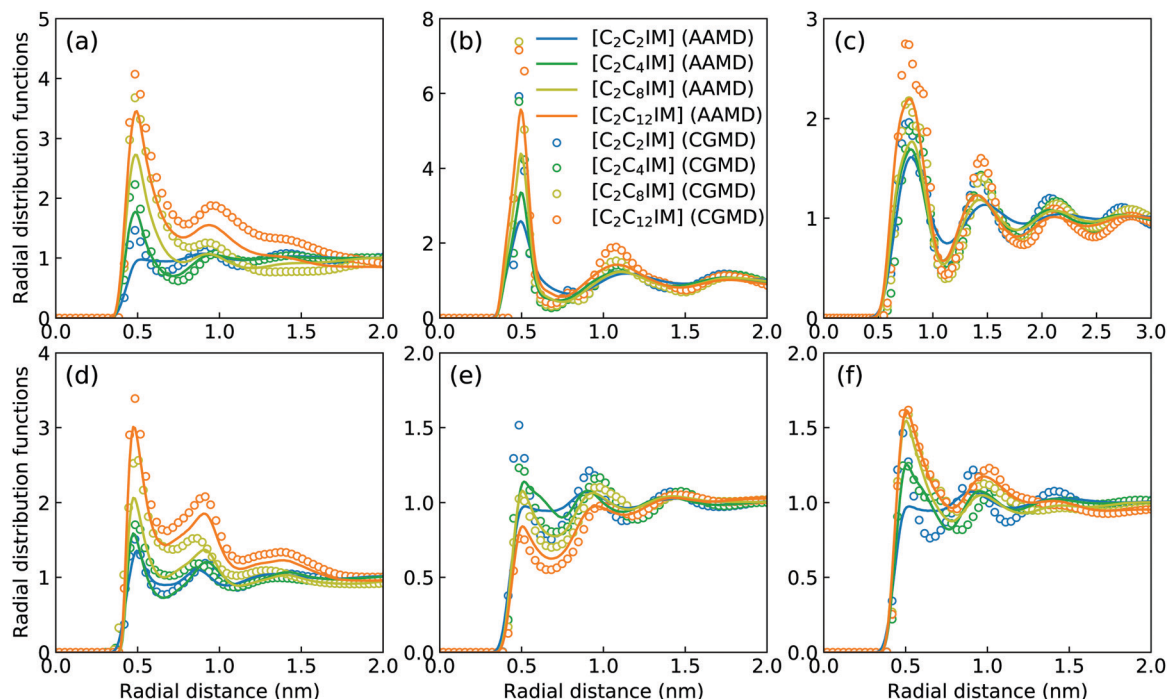 (a)
(b)
(c)
[C₂C₂IM] (AAMD)
[C₂C₄IM] (AAMD)
[C₂C₈IM] (AAMD)
[C₂C₁₂IM] (AAMD)
[C₂C₂IM] (CGMD)
[C₂C₄IM] (CGMD)
[C₂C₈IM] (CGMD)
[C₂C₁₂IM] (CGMD)
Radial distribution functions
5
4
3
2
1
0
0.0 0.5 1.0 1.5 2.0
8
6
4
2
0
0.0 0.5 1.0 1.5 2.0
3
2
1
0
0.0 0.5 1.0 1.5 2.0 2.5 3.0
(d)
(e)
(f)
Radial distribution functions
4
3
2
1
0
0.0 0.5 1.0 1.5 2.0
Radial distance (nm)
2.0
1.5
1.0
0.5
0.0
0.0 0.5 1.0 1.5 2.0
Radial distance (nm)
2.0
1.5
1.0
0.5
0.0
0.0 0.5 1.0 1.5 2.0
Radial distance (nm)